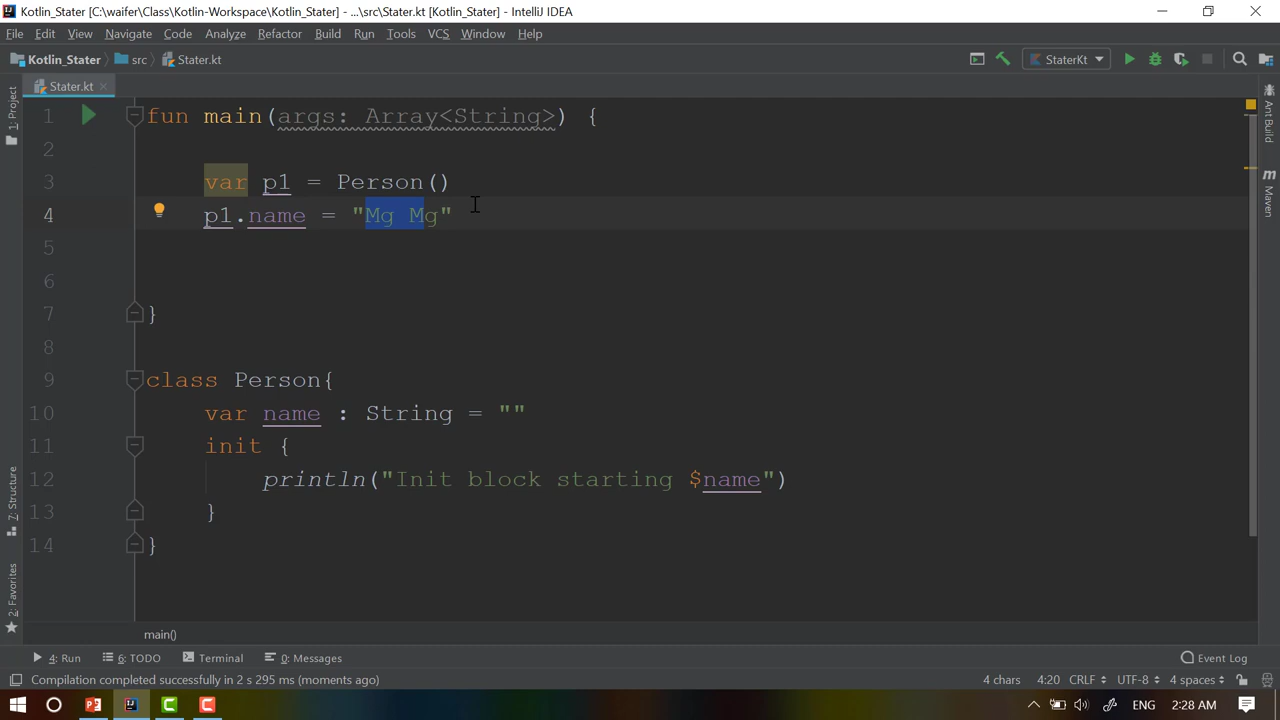 Kotlin_Stater [C:\waifer\Class\Kotlin-Workspace\Kotlin_Stater] - ...\src\Stater.kt [Kotlin_Stater] - IntelliJ IDEA
File Edit View Navigate Code Analyze Refactor Build Run Tools VCS Window Help
Kotlin_Stater src Stater.kt StaterKt
Stater.kt
1: Project
7: Structure
2: Favorites
Ant Build
Maven
1 fun main(args: Array<String>) {
2
3 var p1 = Person()
4 p1.name = "Mg Mg"
5
6
7 }
8
9 class Person{
10 var name : String = ""
11 init {
12 println("Init block starting $name")
13 }
14 }
main()
4: Run 6: TODO Terminal 0: Messages Event Log
Compilation completed successfully in 2 s 295 ms (moments ago) 4 chars 4:20 CRLF UTF-8 4 spaces
ENG 2:28 AM